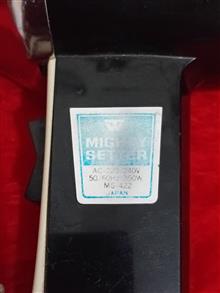 MIGHTY
SETTER
AC-220/240V
50/60Hz 350W
MS-422
JAPAN